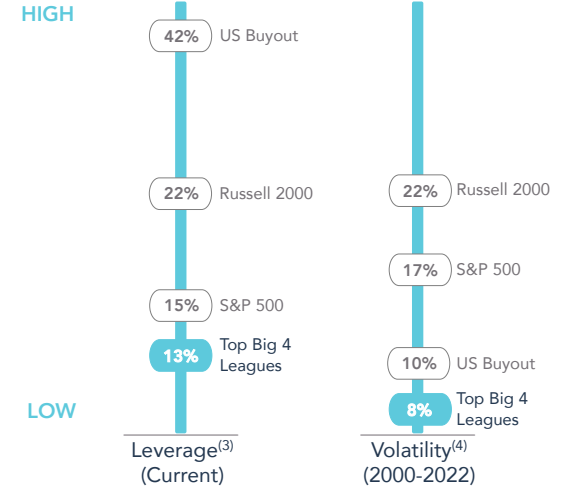 HIGH
42% US Buyout
22% Russell 2000
15% S&P 500
13% Top Big 4
Leagues
LOW
Leverage(3)
(Current)
22% Russell 2000
17% S&P 500
10% US Buyout
8% Top Big 4
Leagues
Volatility(4)
(2000-2022)